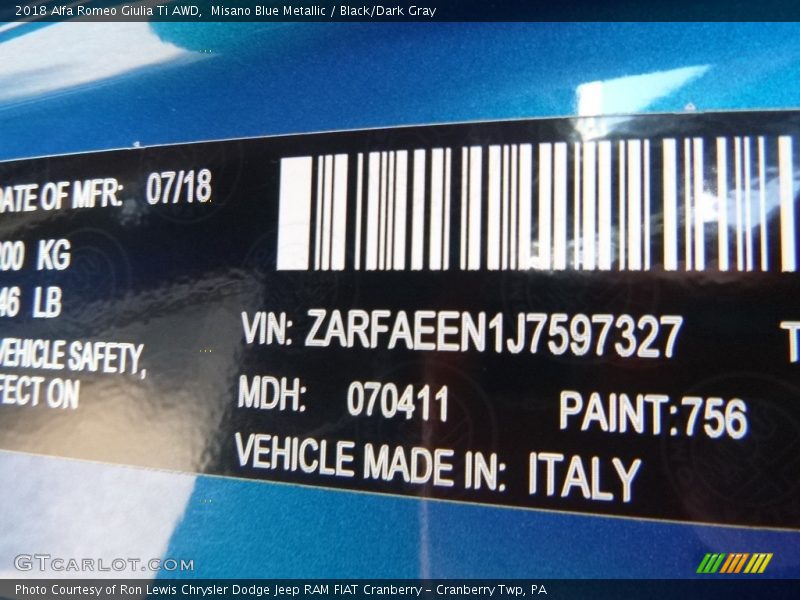 2018 Alfa Romeo Giulia Ti AWD,  Misano Blue Metallic / Black/Dark Gray
DATE OF MFR: 07/18
KG
46 LB
VEHICLE SAFETY,
ON
VIN: ZARFAEEN1J7597327
MDH: 070411 PAINT:756
VEHICLE MADE IN: ITALY
GTCARLOT.COM
Photo Courtesy of Ron Lewis Chrysler Dodge Jeep RAM FIAT Cranberry – Cranberry Twp, PA